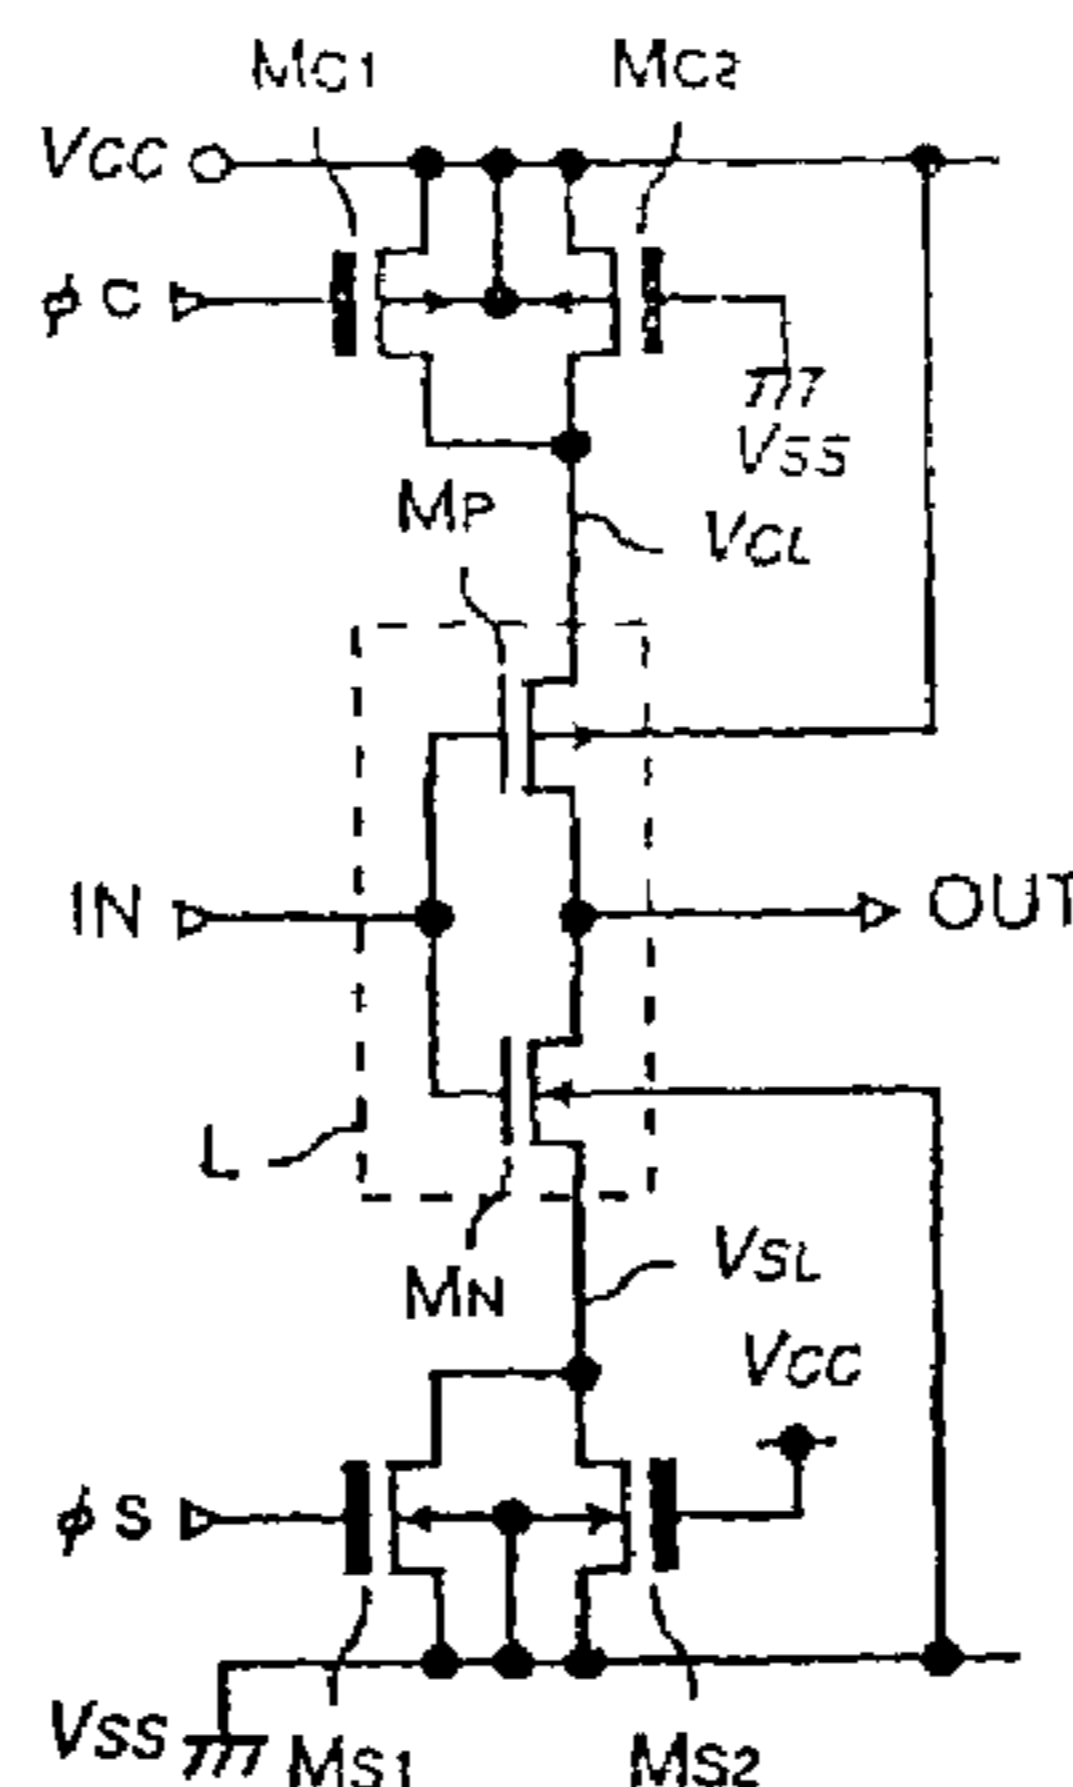 MC1 MC2
VCC
φC
VSS
MP
VCL
IN OUT
L
MN
VSL
VCC
φS
VSS MS1 MS2